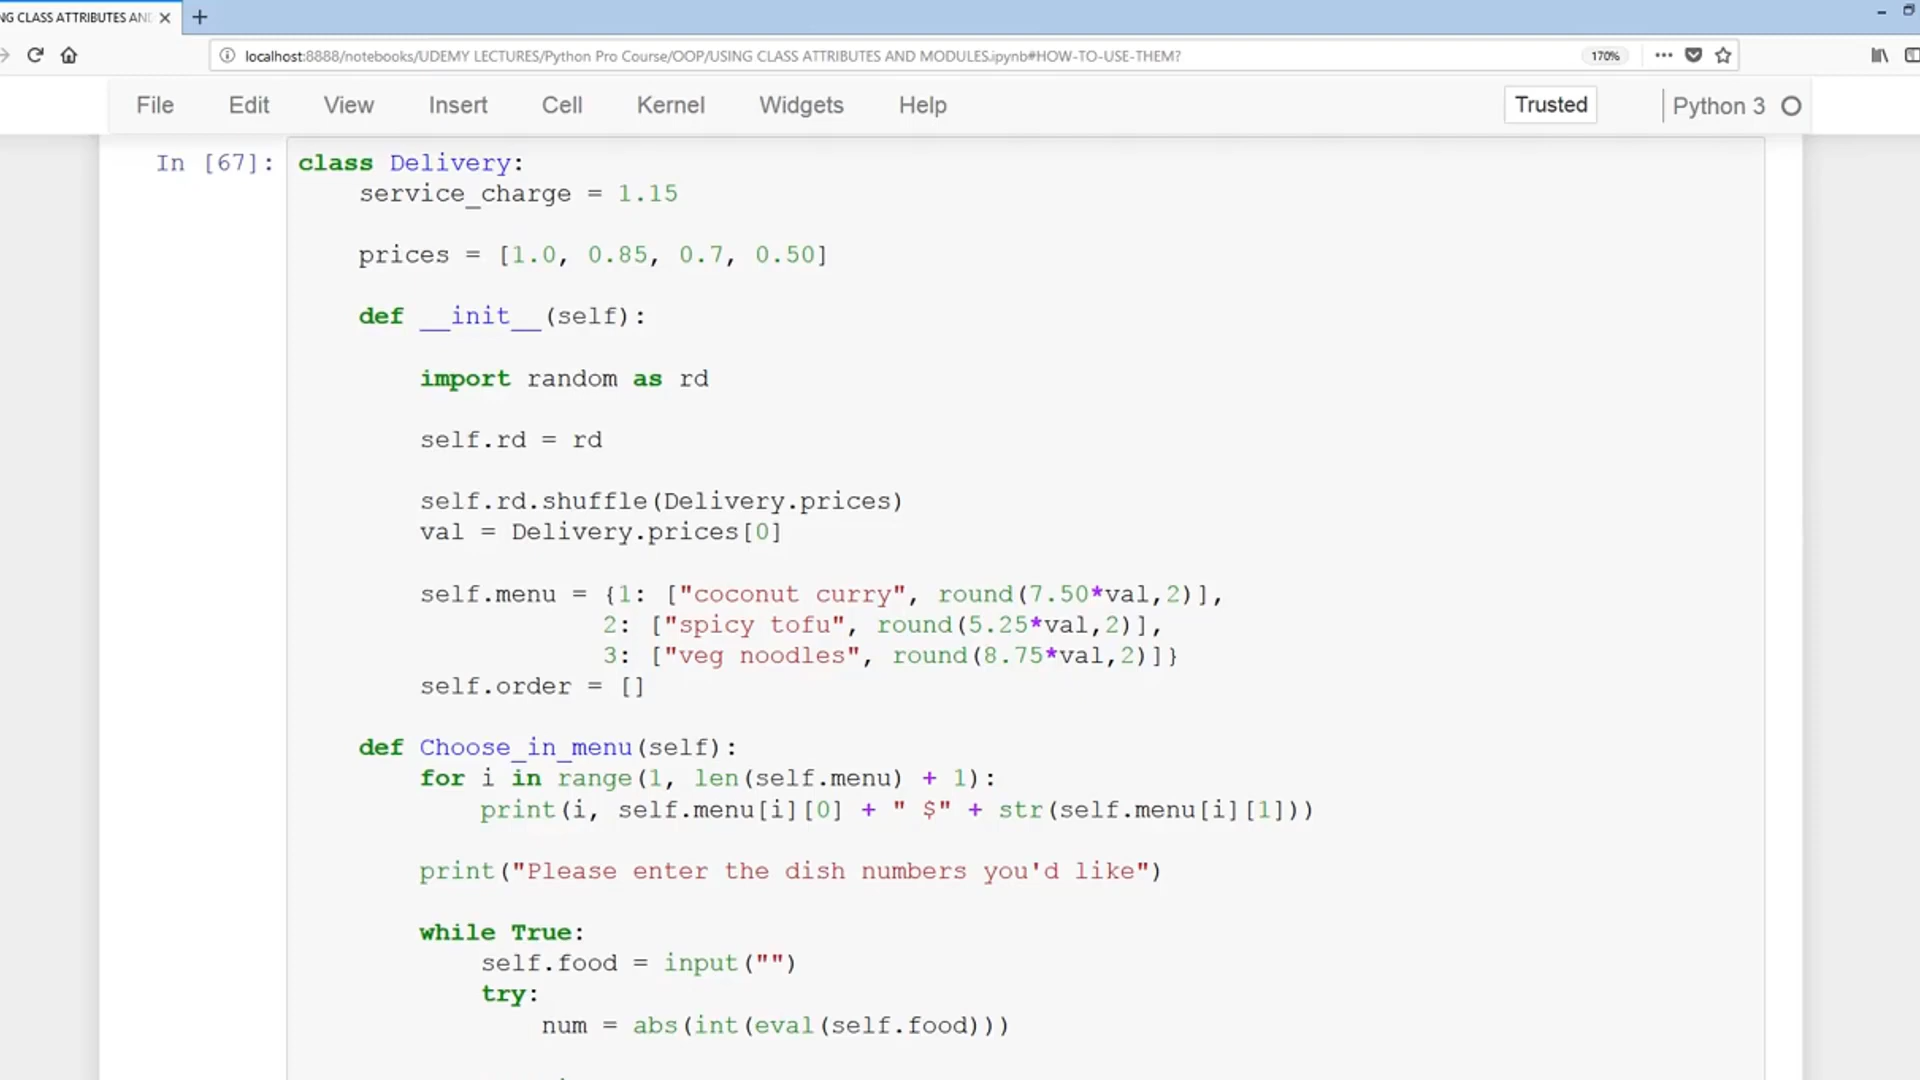 NG CLASS ATTRIBUTES AND
localhost:8888/notebooks/UDEMY LECTURES/Python Pro Course/OOP/USING CLASS ATTRIBUTES AND MODULES.ipynb#HOW-TO-USE-THEM?
170%
File Edit View Insert Cell Kernel Widgets Help Trusted Python 3
In [67]: class Delivery:
    service_charge = 1.15
    prices = [1.0, 0.85, 0.7, 0.50]
    def __init__(self):
        import random as rd
        self.rd = rd
        self.rd.shuffle(Delivery.prices)
        val = Delivery.prices[0]
        self.menu = {1: ["coconut curry", round(7.50*val,2)],
                    2: ["spicy tofu", round(5.25*val,2)],
                    3: ["veg noodles", round(8.75*val,2)]}
        self.order = []
    def Choose_in_menu(self):
        for i in range(1, len(self.menu) + 1):
            print(i, self.menu[i][0] + " $" + str(self.menu[i][1]))
        print("Please enter the dish numbers you'd like")
        while True:
            self.food = input("")
            try:
                num = abs(int(eval(self.food)))